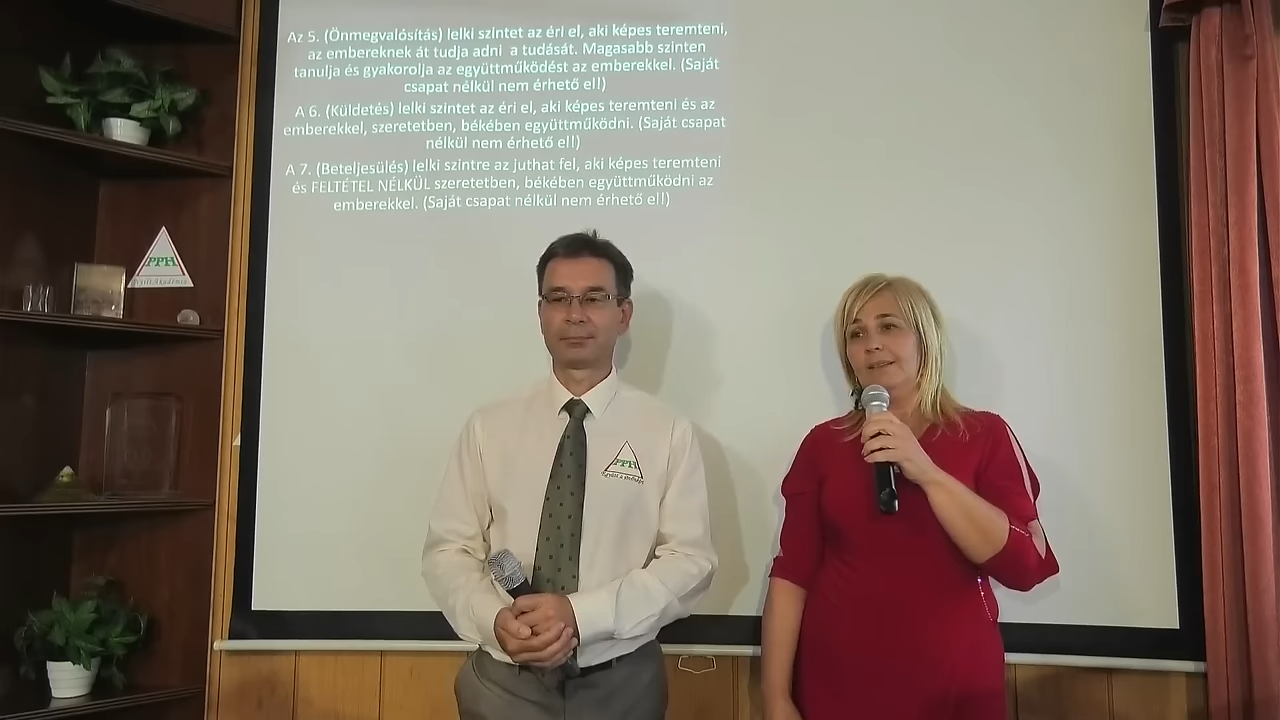 Az 5. (Önmegvalósítás) lelki szintet az éri el, aki képes teremteni,
az embereknek át tudja adni a tudását. Magasabb szinten
tanulja és gyakorolja az együttműködést az emberekkel. (Saját
csapat nélkül nem érhető el!)
A 6. (Küldetés) lelki szintet az éri el, aki képes teremteni és az
emberekkel, szeretetben, békében együttműködni. (Saját csapat
nélkül nem érhető el!)
A 7. (Beteljesülés) lelki szintre az juthat fel, aki képes teremteni
és FELTÉTEL NÉLKÜL szeretetben, békében együttműködni az
emberekkel. (Saját csapat nélkül nem érhető el!)
PPH
PPH